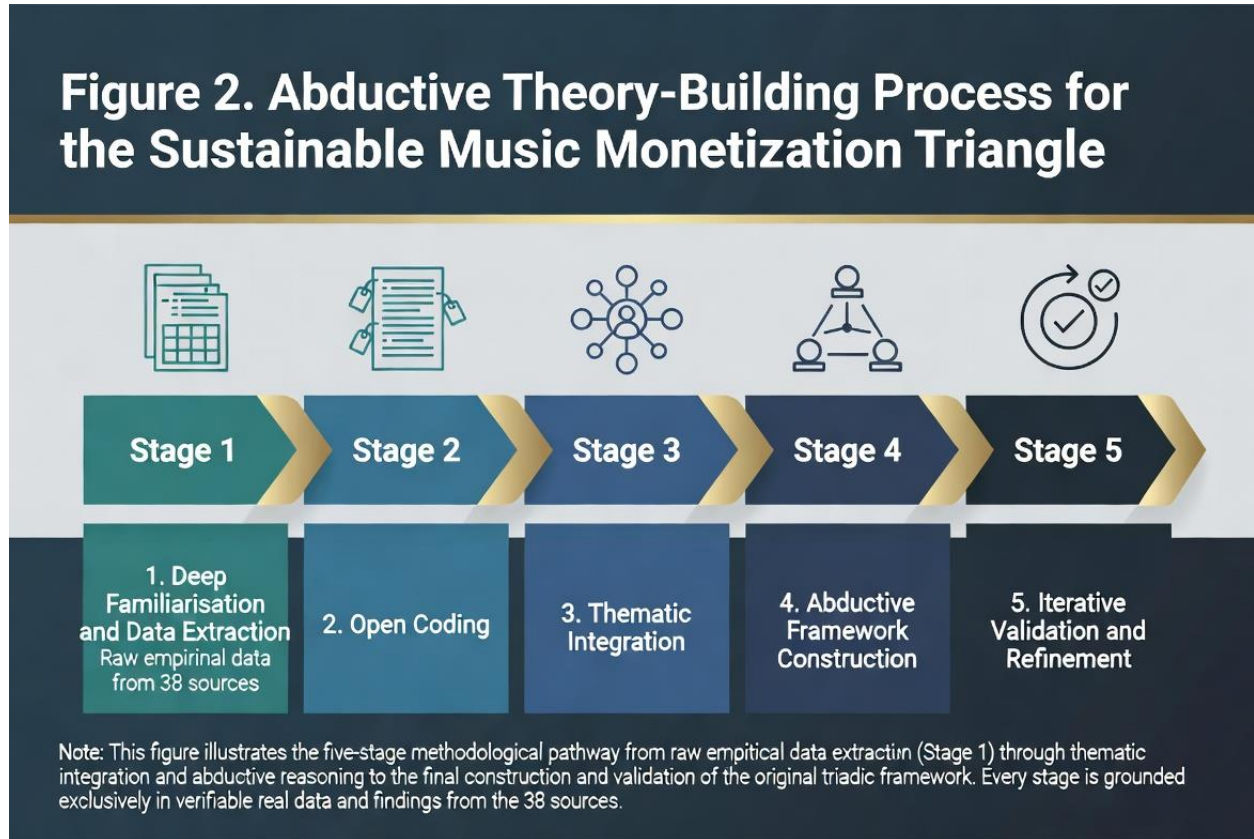 Figure 2. Abductive Theory-Building Process for
the Sustainable Music Monetization Triangle
Stage 1
Stage 2
Stage 3
Stage 4
Stage 5
1. Deep
Familiarisation
and Data Extraction
Raw empirinal data
from 38 sources
2. Open Coding
3. Thematic
Integration
4. Abductive
Framework
Construction
5. Iterative
Validation and
Refinement
Note: This figure illustrates the five-stage methodological pathway from raw empitical data extractin (Stage 1) through thematic
integration and abductive reasoning to the final construction and validation of the original triadic framework. Every stage is grounded
exclusively in verifiable real data and findings from the 38 sources.